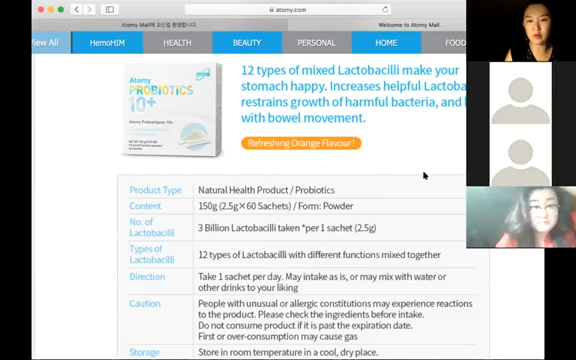 atomy.com
Atomy Mall에 오신걸 환영합니다
Welcome to Atomy Mall.
View All HemoHIM HEALTH BEAUTY PERSONAL HOME FOOD
Atomy
PROBIOTICS
10+
Atomy Probiotics 10+
12 types of mixed Lactobacilli make your
stomach happy. Increases helpful Lactoba
restrains growth of harmful bacteria, and
with bowel movement.
Refreshing Orange Flavour!
Product Type Natural Health Product / Probiotics
Content 150g (2.5g×60 Sachets) / Form: Powder
No. of
Lactobacilli 3 Billion Lactobacilli taken *per 1 sachet (2.5g)
Types of
Lactobacilli 12 types of Lactobacilli with different functions mixed together
Direction Take 1 sachet per day. May intake as is, or may mix with water or
other drinks to your liking
Caution People with unusual or allergic constitutions may experience reactions
to the product. Please check the ingredients before intake.
Do not consume product if it is past the expiration date.
First or over-consumption may cause gas
Storage Store in room temperature in a cool, dry place.